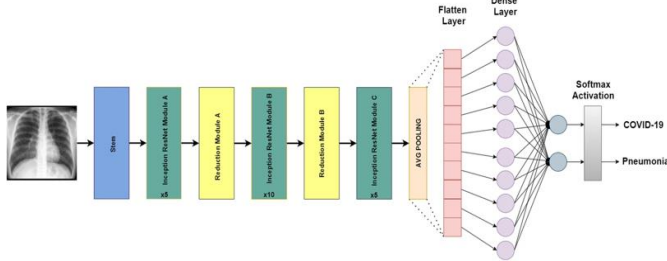 Flatten
Layer
Dense
Layer
Stem
Inception ResNet Module A
x5
Reduction Module A
Inception ResNet Module B
x10
Reduction Module B
Inception ResNet Module C
x5
AVG POOLING
Softmax
Activation
COVID-19
Pneumonia